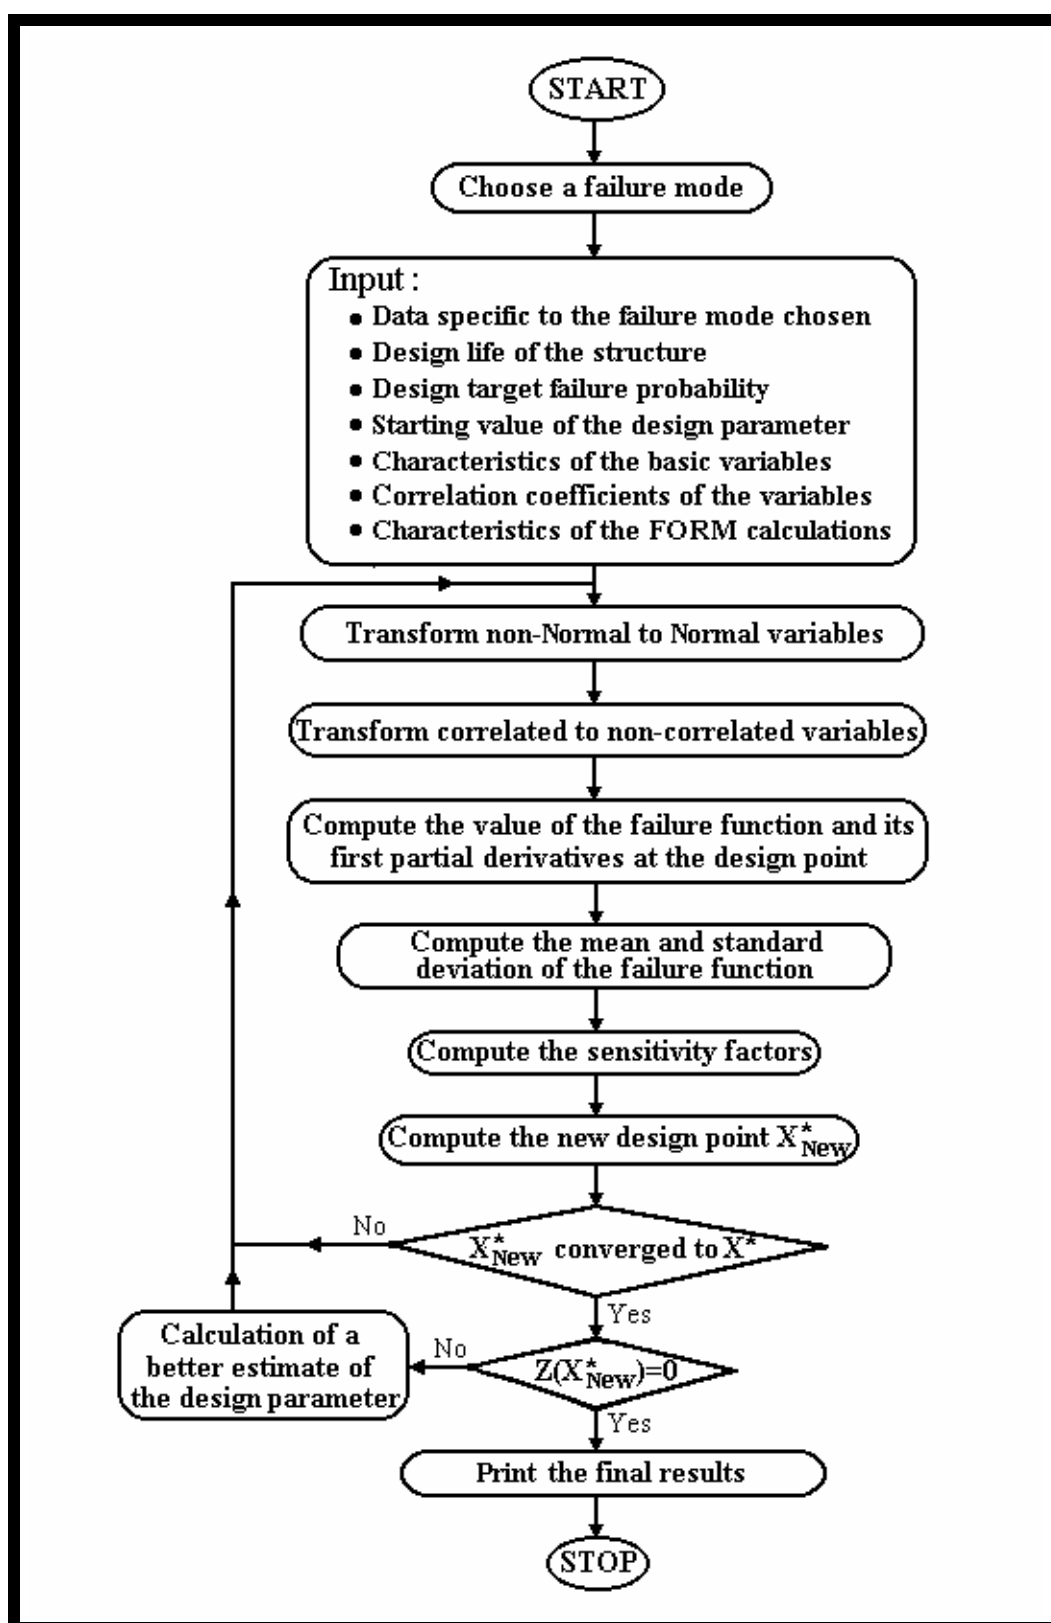 START
Choose a failure mode
Input :
• Data specific to the failure mode chosen
• Design life of the structure
• Design target failure probability
• Starting value of the design parameter
• Characteristics of the basic variables
• Correlation coefficients of the variables
• Characteristics of the FORM calculations
Transform non-Normal to Normal variables
Transform correlated to non-correlated variables
Compute the value of the failure function and its
first partial derivatives at the design point
Compute the mean and standard
deviation of the failure function
Compute the sensitivity factors
Compute the new design point X*New
No
X*New converged to X*
Yes
Calculation of a
better estimate of
the design parameter
No
Z(X*New)=0
Yes
Print the final results
STOP